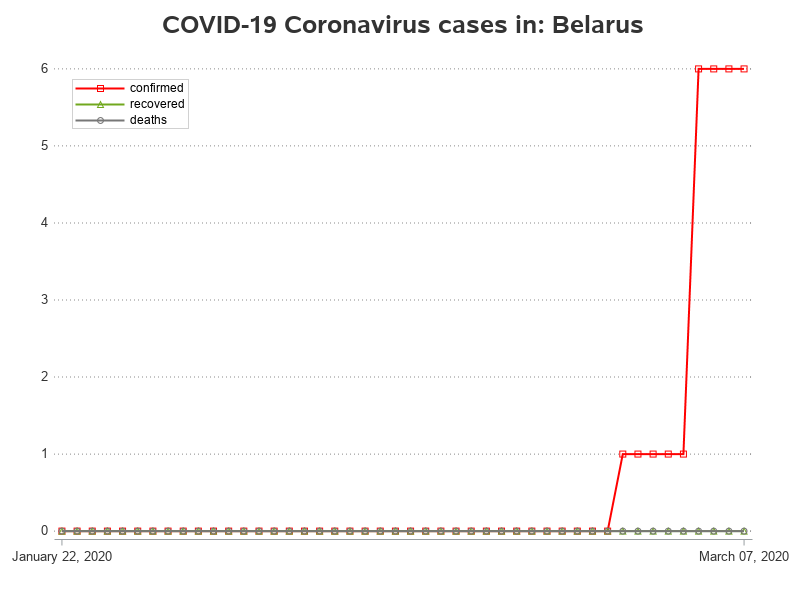 COVID-19 Coronavirus cases in: Belarus
6
confirmed
recovered
deaths
5
4
3
2
1
0
January 22, 2020
March 07, 2020